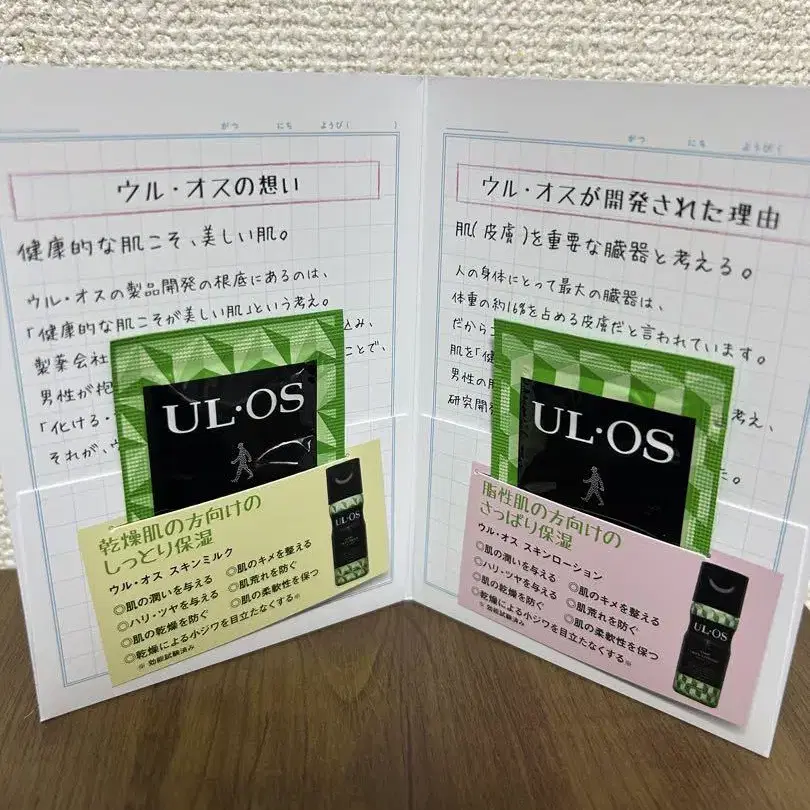 がつ にち ようび( )
ウル・オスの想い
健康的な肌こそ、美しい肌。
ウル・オスの製品開発の根底にあるのは、
「健康的な肌こそが美しい肌」という考え。
製薬会社 込み、
男性が抱 ことで、
「化ける・
それが、ウ
UL・OS
乾燥肌の方向けの
しっとり保湿
ウル・オス スキンミルク
◎肌の潤いを与える ◎肌のキメを整える
◎ハリ・ツヤを与える ◎肌荒れを防ぐ
◎肌の乾燥を防ぐ ◎肌の柔軟性を保つ
◎乾燥による小ジワを目立たなくする※
※ 効能試験済み
UL・OS
がつ にち ようび(
ウル・オスが開発された理由
肌(皮膚)を重要な臓器と考える。
人の身体にとって最大の臓器は、
体重の約16%を占める皮膚だと言われています。
だから
肌を「健
男性の肌 考え、
研究開発 た。
UL・OS
脂性肌の方向けの
さっぱり保湿
ウル・オス スキンローション
◎肌の潤いを与える ◎肌のキメを整える
◎ハリ・ツヤを与える ◎肌荒れを防ぐ
◎肌の乾燥を防ぐ ◎肌の柔軟性を保つ
◎乾燥による小ジワを目立たなくする※
※ 効能試験済み
UL・OS